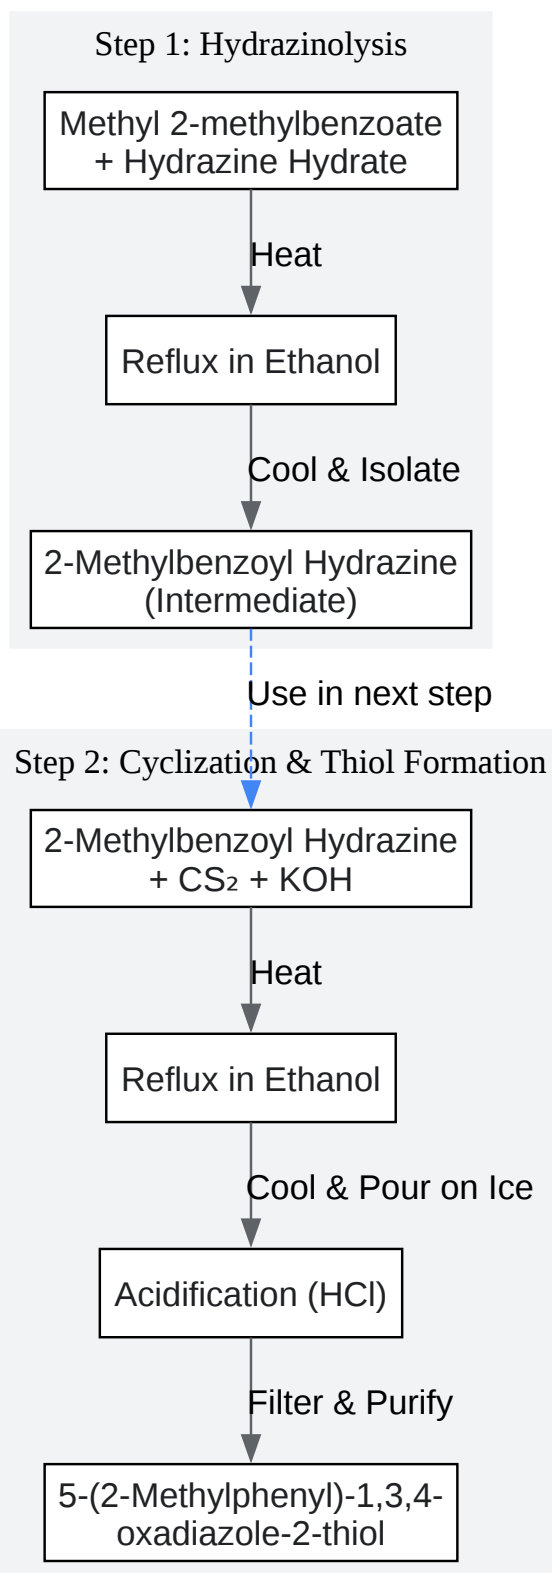 Step 1: Hydrazinolysis
Methyl 2-methylbenzoate
+ Hydrazine Hydrate
Heat
Reflux in Ethanol
Cool & Isolate
2-Methylbenzoyl Hydrazine
(Intermediate)
Use in next step
Step 2: Cyclization & Thiol Formation
2-Methylbenzoyl Hydrazine
+ CS₂ + KOH
Heat
Reflux in Ethanol
Cool & Pour on Ice
Acidification (HCl)
Filter & Purify
5-(2-Methylphenyl)-1,3,4-
oxadiazole-2-thiol